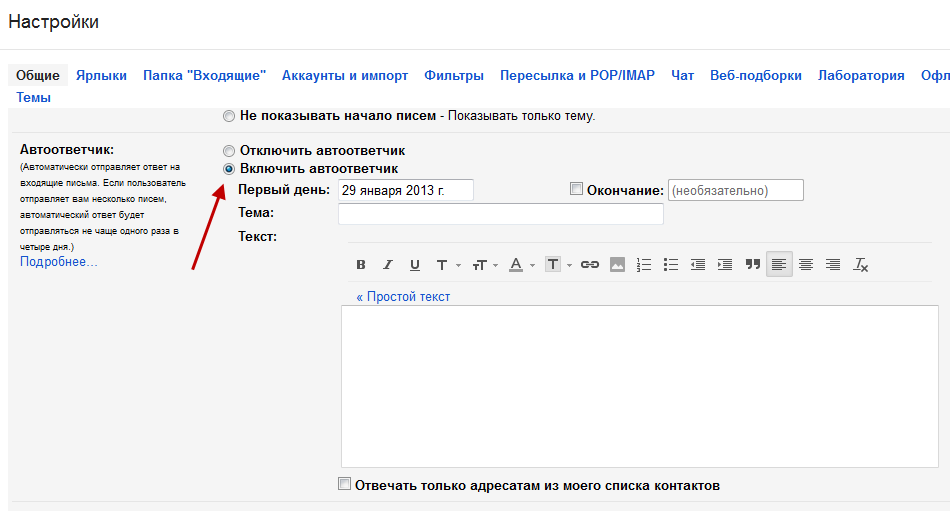 Настройки
Общие Ярлыки Папка "Входящие" Аккаунты и импорт Фильтры Пересылка и POP/IMAP Чат Веб-подборки Лаборатория Офл
Темы
Не показывать начало писем - Показывать только тему.
Автоответчик:
(Автоматически отправляет ответ на
входящие письма. Если пользователь
отправляет вам несколько писем,
автоматический ответ будет
отправляться не чаще одного раза в
четыре дня.)
Подробнее...
Отключить автоответчик
Включить автоответчик
Первый день: 29 января 2013 г. Окончание: (необязательно)
Тема:
Текст:
B I U T тT A T
« Простой текст
Отвечать только адресатам из моего списка контактов